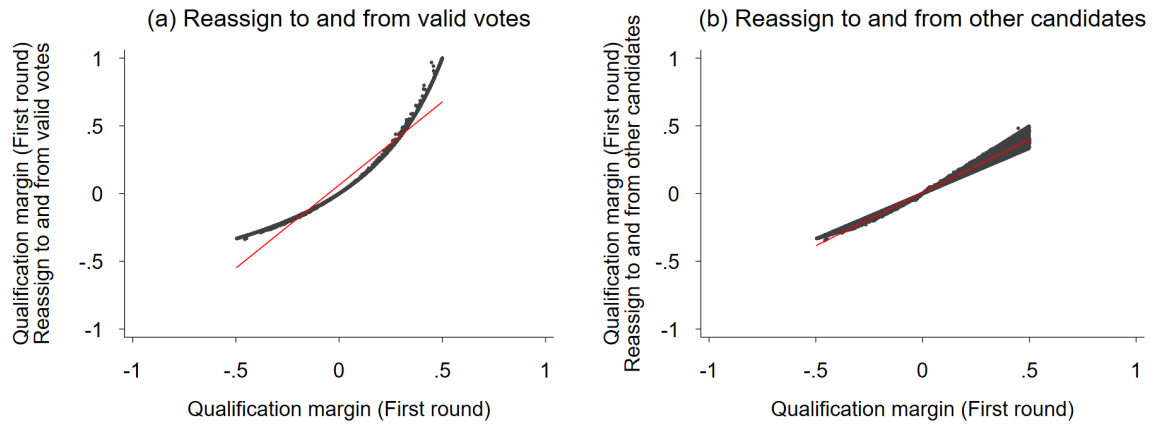 (a) Reassign to and from valid votes
Qualification margin (First round)
Reassign to and from valid votes
1
.5
0
-.5
-1
-1
-.5
0
.5
1
Qualification margin (First round)
(b) Reassign to and from other candidates
Qualification margin (First round)
Reassign to and from other candidates
1
.5
0
-.5
-1
-1
-.5
0
.5
1
Qualification margin (First round)